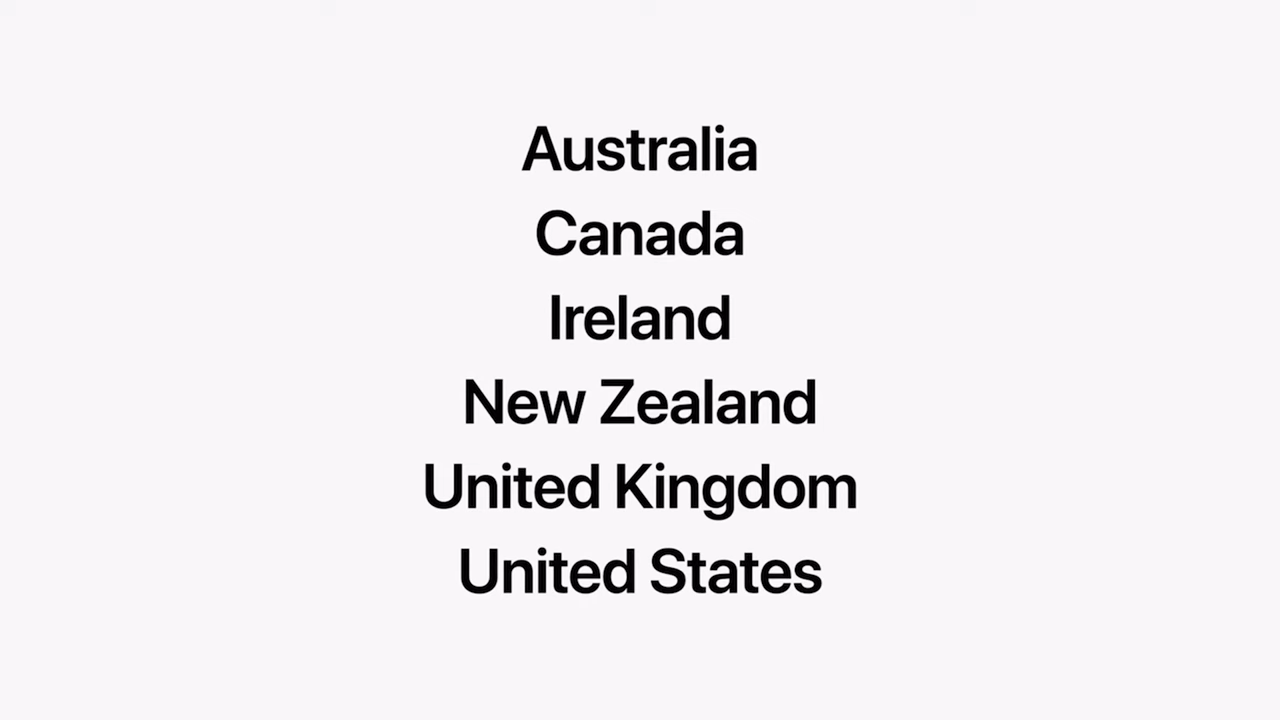 Australia
Canada
Ireland
New Zealand
United Kingdom
United States